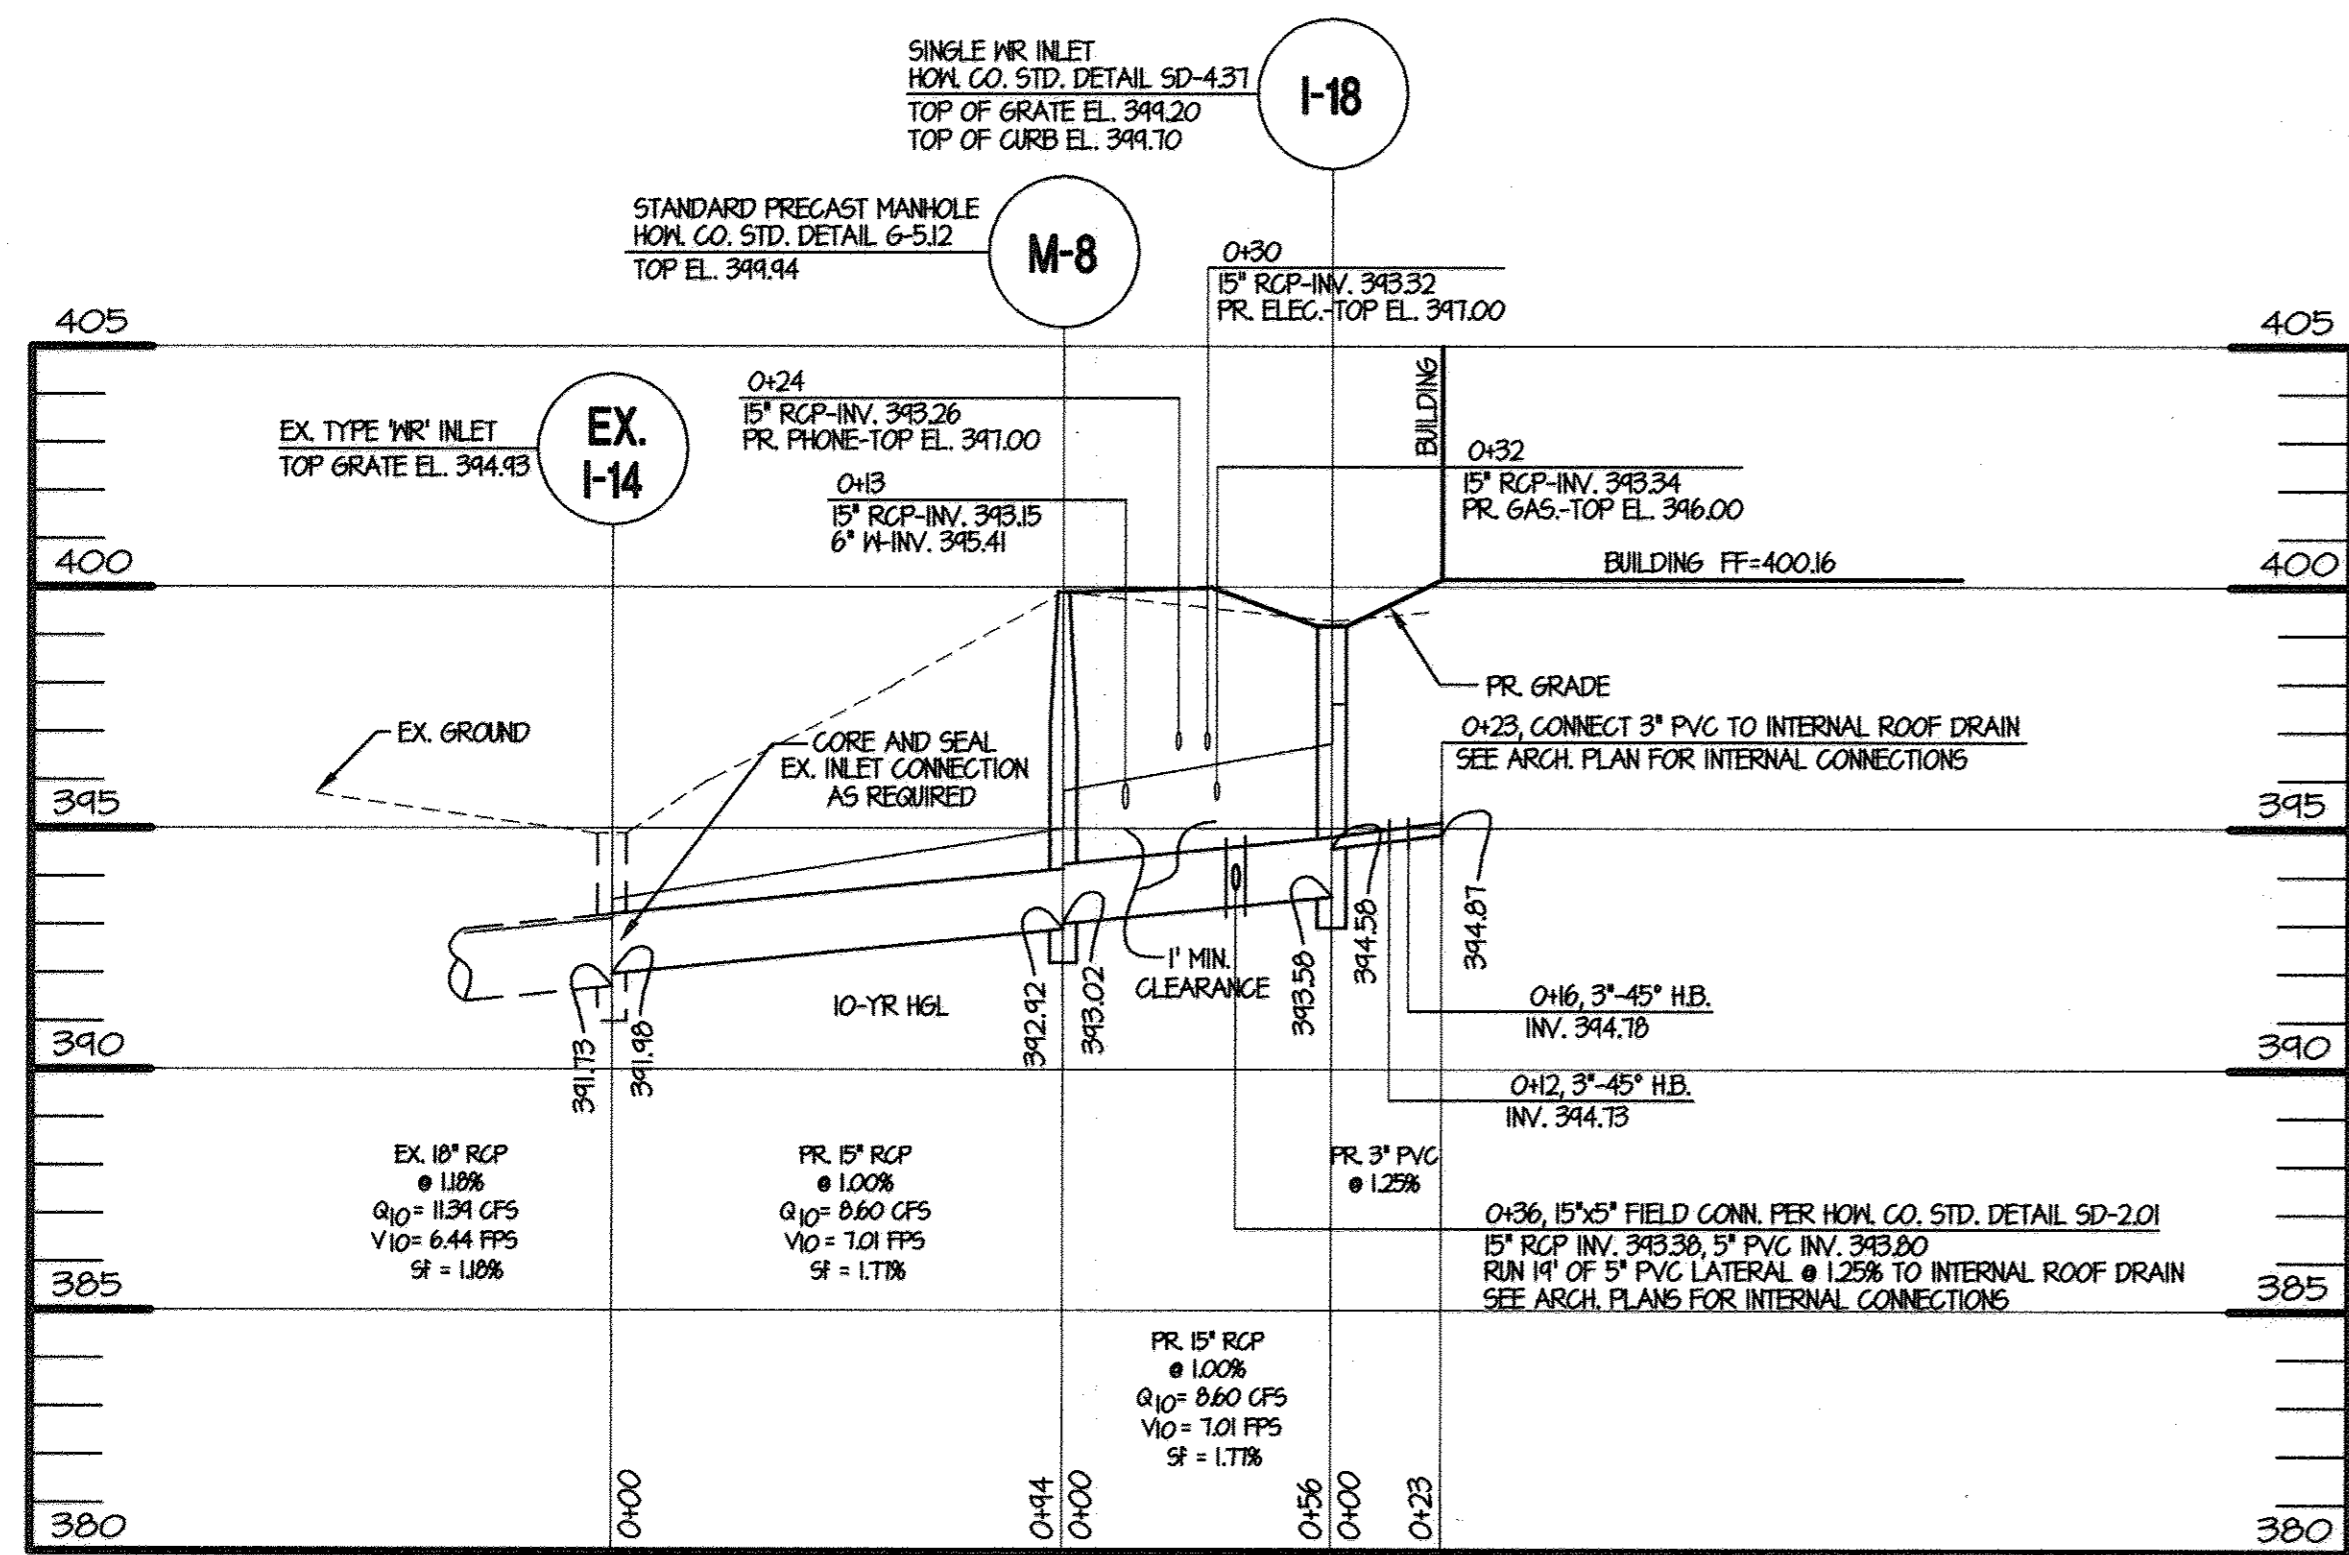 SINGLE WR INLET
HOW. CO. STD. DETAIL SD-4.37
TOP OF GRATE EL. 399.20
TOP OF CURB EL. 399.70
I-18
STANDARD PRECAST MANHOLE
HOW. CO. STD. DETAIL G-5.12
TOP EL. 399.94
M-8
0+30
15" RCP-INV. 393.32
PR. ELEC.-TOP EL. 397.00
405
405
EX. TYPE 'WR' INLET
TOP GRATE EL. 394.93
EX.
I-14
0+24
15" RCP-INV. 393.26
PR. PHONE-TOP EL. 397.00
0+13
15" RCP-INV. 393.15
6" W-INV. 395.41
BUILDING
0+32
15" RCP-INV. 393.34
PR. GAS.-TOP EL. 396.00
400
BUILDING FF=400.16
400
PR. GRADE
EX. GROUND
CORE AND SEAL
EX. INLET CONNECTION
AS REQUIRED
0+23, CONNECT 3" PVC TO INTERNAL ROOF DRAIN
SEE ARCH. PLAN FOR INTERNAL CONNECTIONS
395
395
391.73
391.98
10-YR HGL
392.92
393.02
1' MIN.
CLEARANCE
393.58
394.58
394.87
0+16, 3"-45° H.B.
INV. 394.78
390
390
0+12, 3"-45° H.B.
INV. 394.73
EX. 18" RCP
@ 1.18%
Q10= 11.39 CFS
V10= 6.44 FPS
Sf = 1.18%
PR. 15" RCP
@ 1.00%
Q10= 8.60 CFS
V10 = 7.01 FPS
Sf = 1.77%
PR. 3" PVC
@ 1.25%
0+36, 15"x5" FIELD CONN. PER HOW. CO. STD. DETAIL SD-2.01
15" RCP INV. 393.38, 5" PVC INV. 393.80
RUN 19' OF 5" PVC LATERAL @ 1.25% TO INTERNAL ROOF DRAIN
SEE ARCH. PLANS FOR INTERNAL CONNECTIONS
385
385
PR. 15" RCP
@ 1.00%
Q10= 8.60 CFS
V10 = 7.01 FPS
Sf = 1.77%
380
0+00
0+94
0+00
0+56
0+00
0+23
380